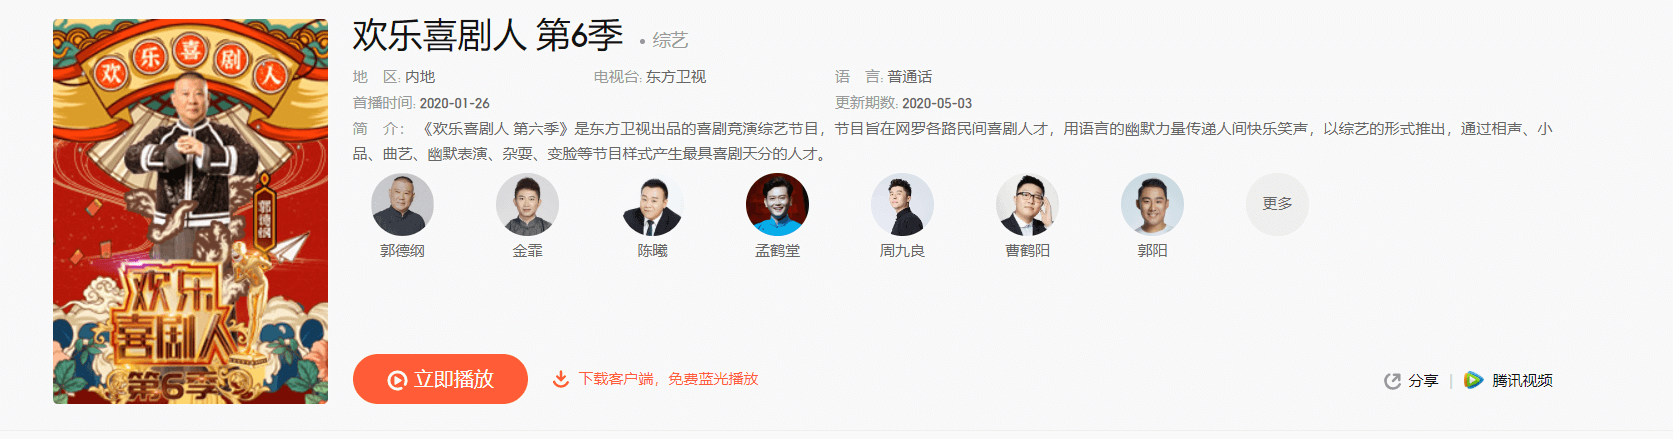 欢乐喜剧人
郭德纲
欢乐
喜剧人
第6季
欢乐喜剧人 第6季 • 综艺
地 区: 内地 电视台: 东方卫视 语 言: 普通话
首播时间: 2020-01-26 更新期数: 2020-05-03
简 介: 《欢乐喜剧人 第六季》是东方卫视出品的喜剧竞演综艺节目，节目旨在网罗各路民间喜剧人才，用语言的幽默力量传递人间快乐笑声，以综艺的形式推出，通过相声、小
品、曲艺、幽默表演、杂耍、变脸等节目样式产生最具喜剧天分的人才。
更多
郭德纲 金霏 陈曦 孟鹤堂 周九良 曹鹤阳 郭阳
立即播放 下载客户端，免费蓝光播放 分享 | 腾讯视频